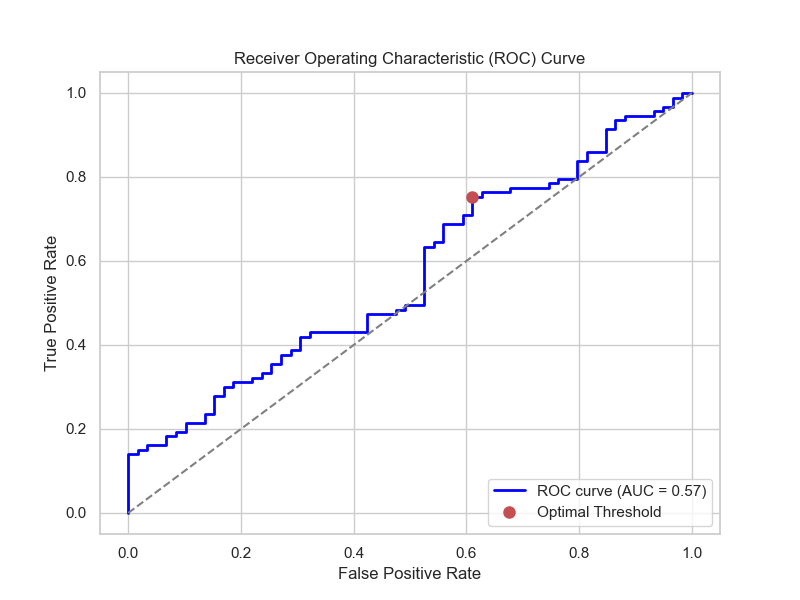 Receiver Operating Characteristic (ROC) Curve
1.0
0.8
0.6
0.4
0.2
0.0
True Positive Rate
0.0 0.2 0.4 0.6 0.8 1.0
False Positive Rate
ROC curve (AUC = 0.57)
Optimal Threshold